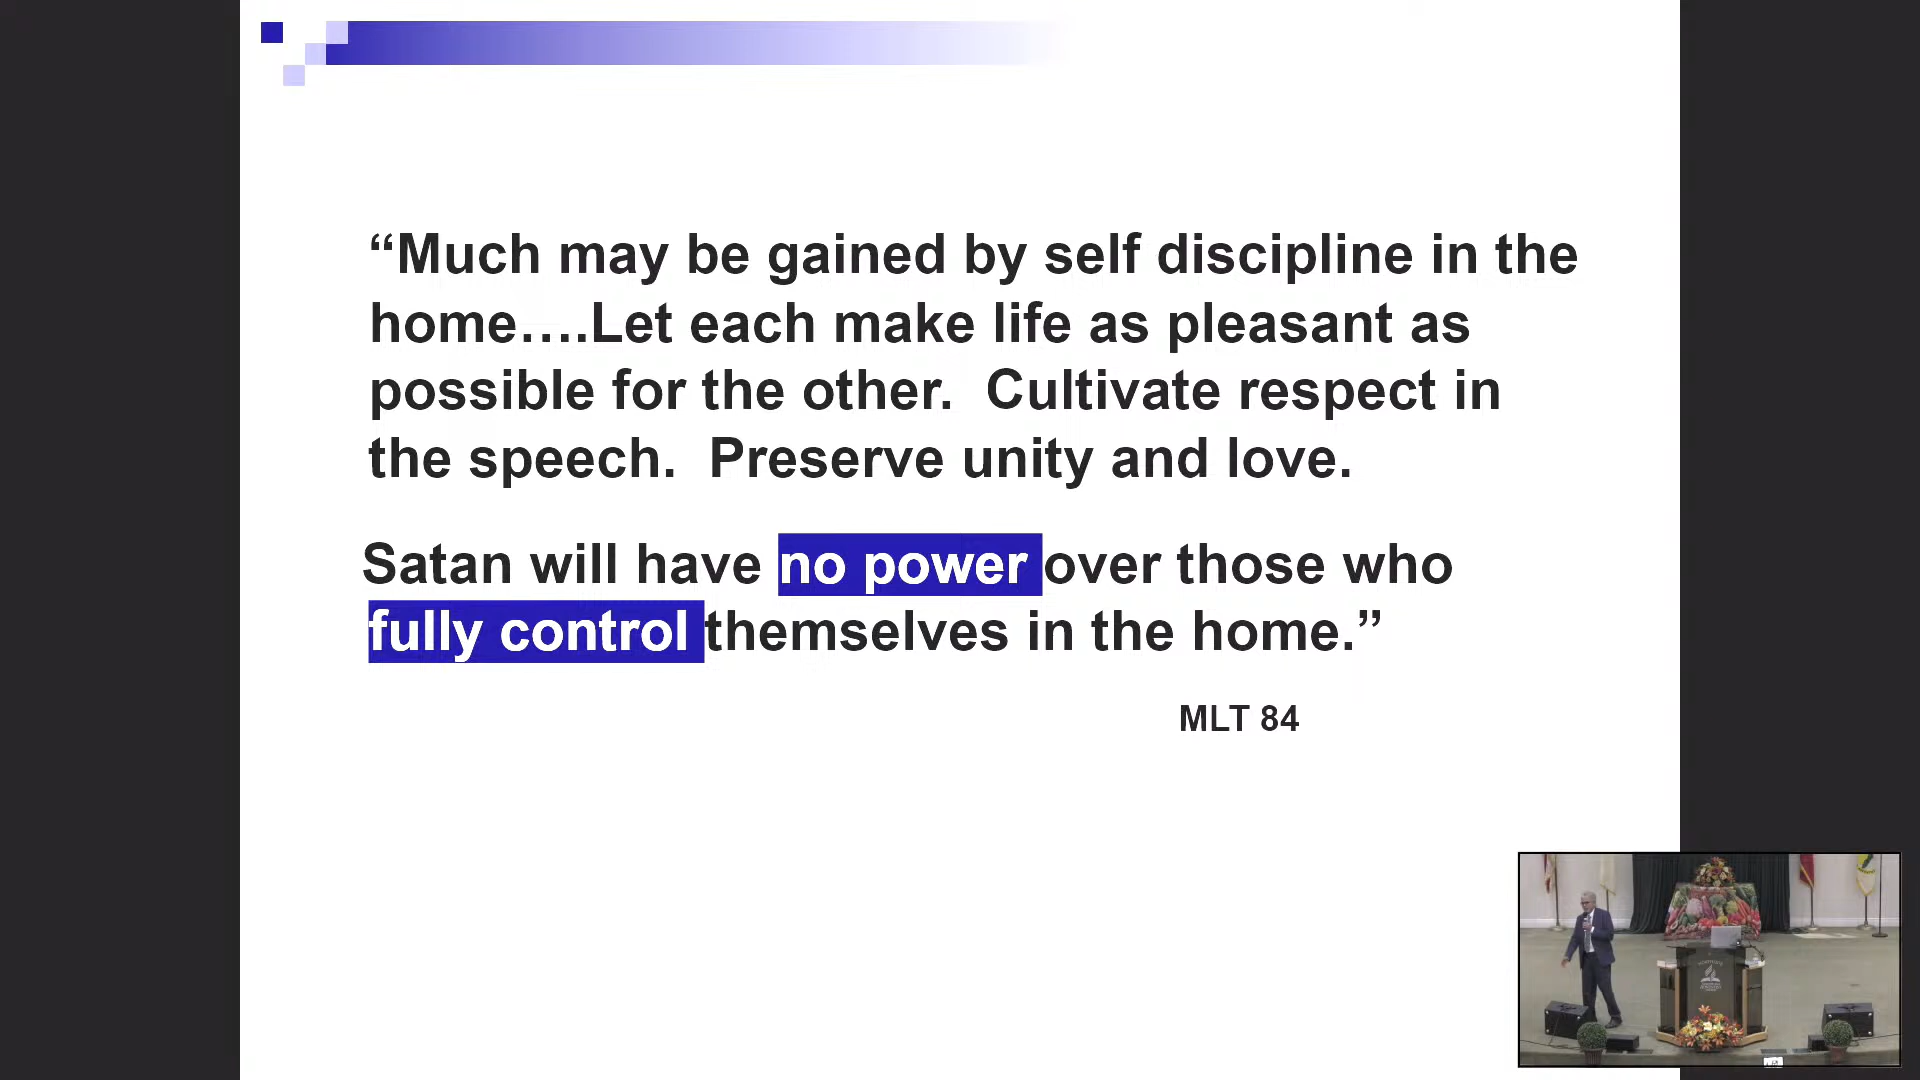 “Much may be gained by self discipline in the
home….Let each make life as pleasant as
possible for the other.  Cultivate respect in
the speech.  Preserve unity and love.
Satan will have no power over those who
fully control themselves in the home.”
MLT 84